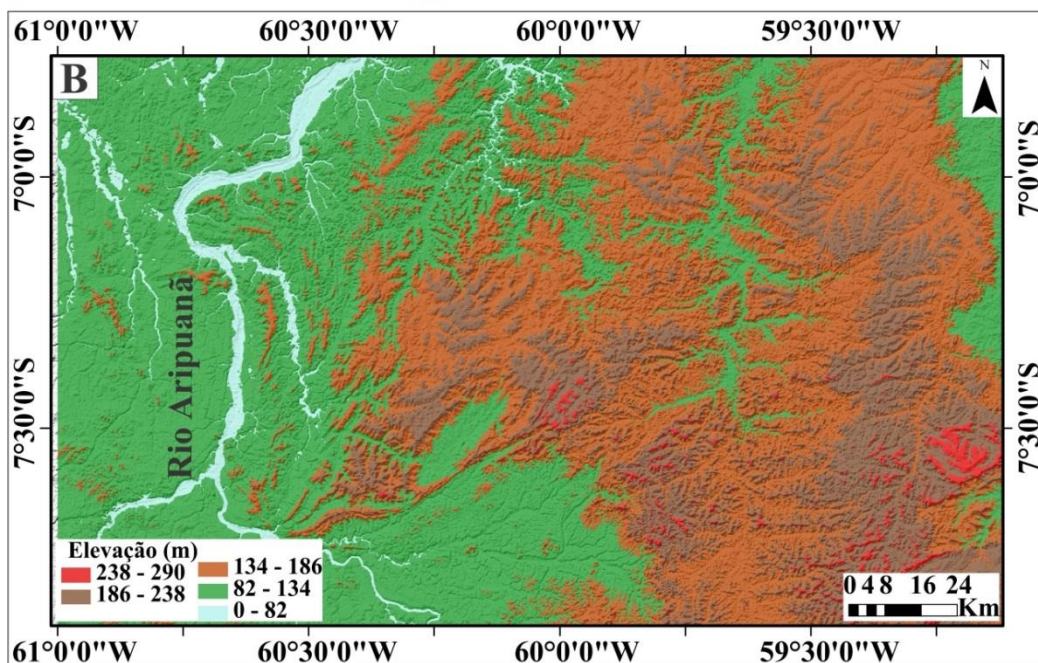 61°0'0"W 60°30'0"W 60°0'0"W 59°30'0"W
B
N
7°0'0"S
7°0'0"S
Rio Aripuanã
7°30'0"S
7°30'0"S
Elevação (m)
238 - 290
186 - 238
134 - 186
82 - 134
0 - 82
0 4 8 16 24
Km
61°0'0"W 60°30'0"W 60°0'0"W 59°30'0"W